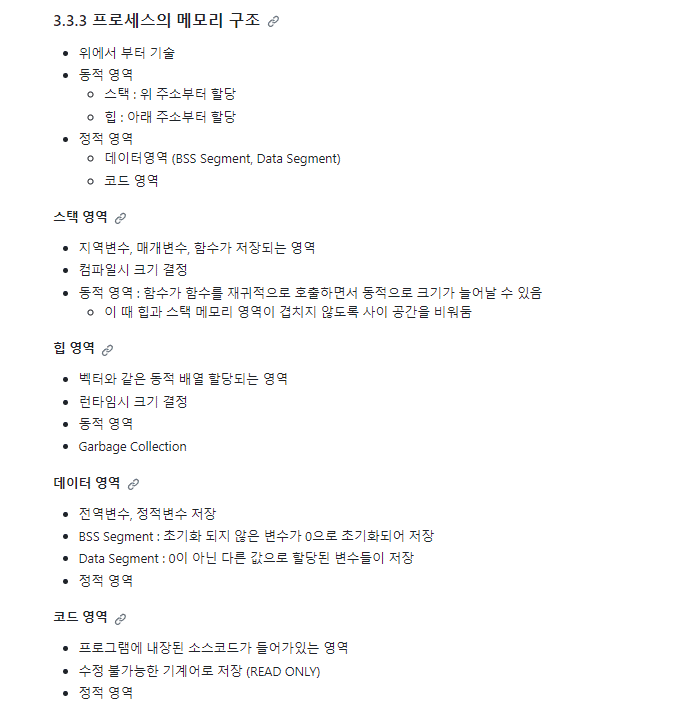 3.3.3 프로세스의 메모리 구조
위에서 부터 기술
동적 영역
스택 : 위 주소부터 할당
힙 : 아래 주소부터 할당
정적 영역
데이터영역 (BSS Segment, Data Segment)
코드 영역
스택 영역
지역변수, 매개변수, 함수가 저장되는 영역
컴파일시 크기 결정
동적 영역 : 함수가 함수를 재귀적으로 호출하면서 동적으로 크기가 늘어날 수 있음
이 때 힙과 스택 메모리 영역이 겹치지 않도록 사이 공간을 비워둠
힙 영역
벡터와 같은 동적 배열 할당되는 영역
런타임시 크기 결정
동적 영역
Garbage Collection
데이터 영역
전역변수, 정적변수 저장
BSS Segment : 초기화 되지 않은 변수가 0으로 초기화되어 저장
Data Segment : 0이 아닌 다른 값으로 할당된 변수들이 저장
정적 영역
코드 영역
프로그램에 내장된 소스코드가 들어가있는 영역
수정 불가능한 기계어로 저장 (READ ONLY)
정적 영역